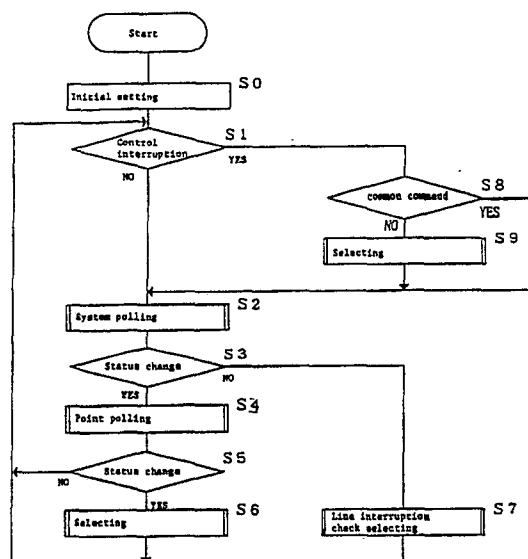 Start
S0
Initial setting
S1
Control
interruption
YES
NO
S8
common command
YES
NO
S9
Selecting
S2
System polling
S3
Status change
NO
YES
S4
Point polling
S5
Status change
NO
YES
S6
Selecting
S7
Line interruption
check selecting